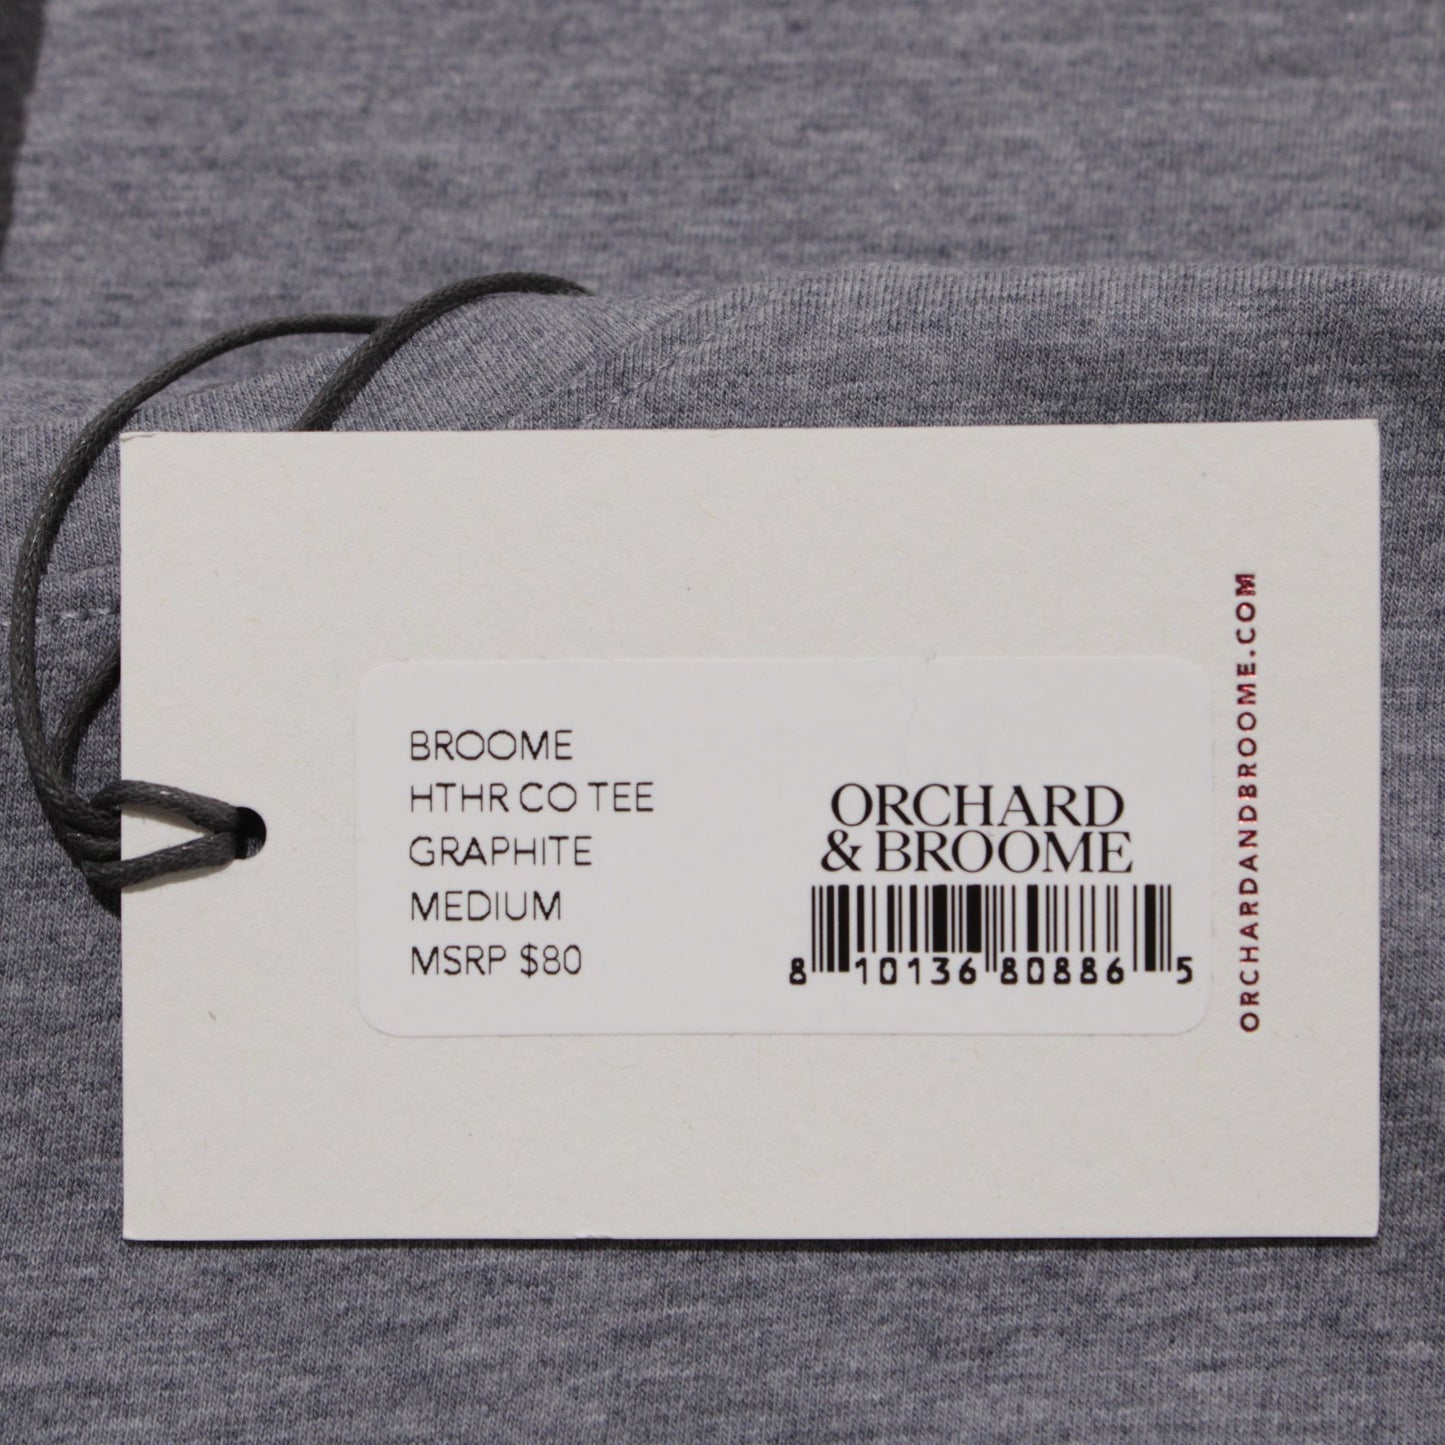 BROOME
HTHR CO TEE
GRAPHITE
MEDIUM
MSRP $80
ORCHARD
& BROOME
8 10136 80886 5
ORCHARDANDBROOME.COM